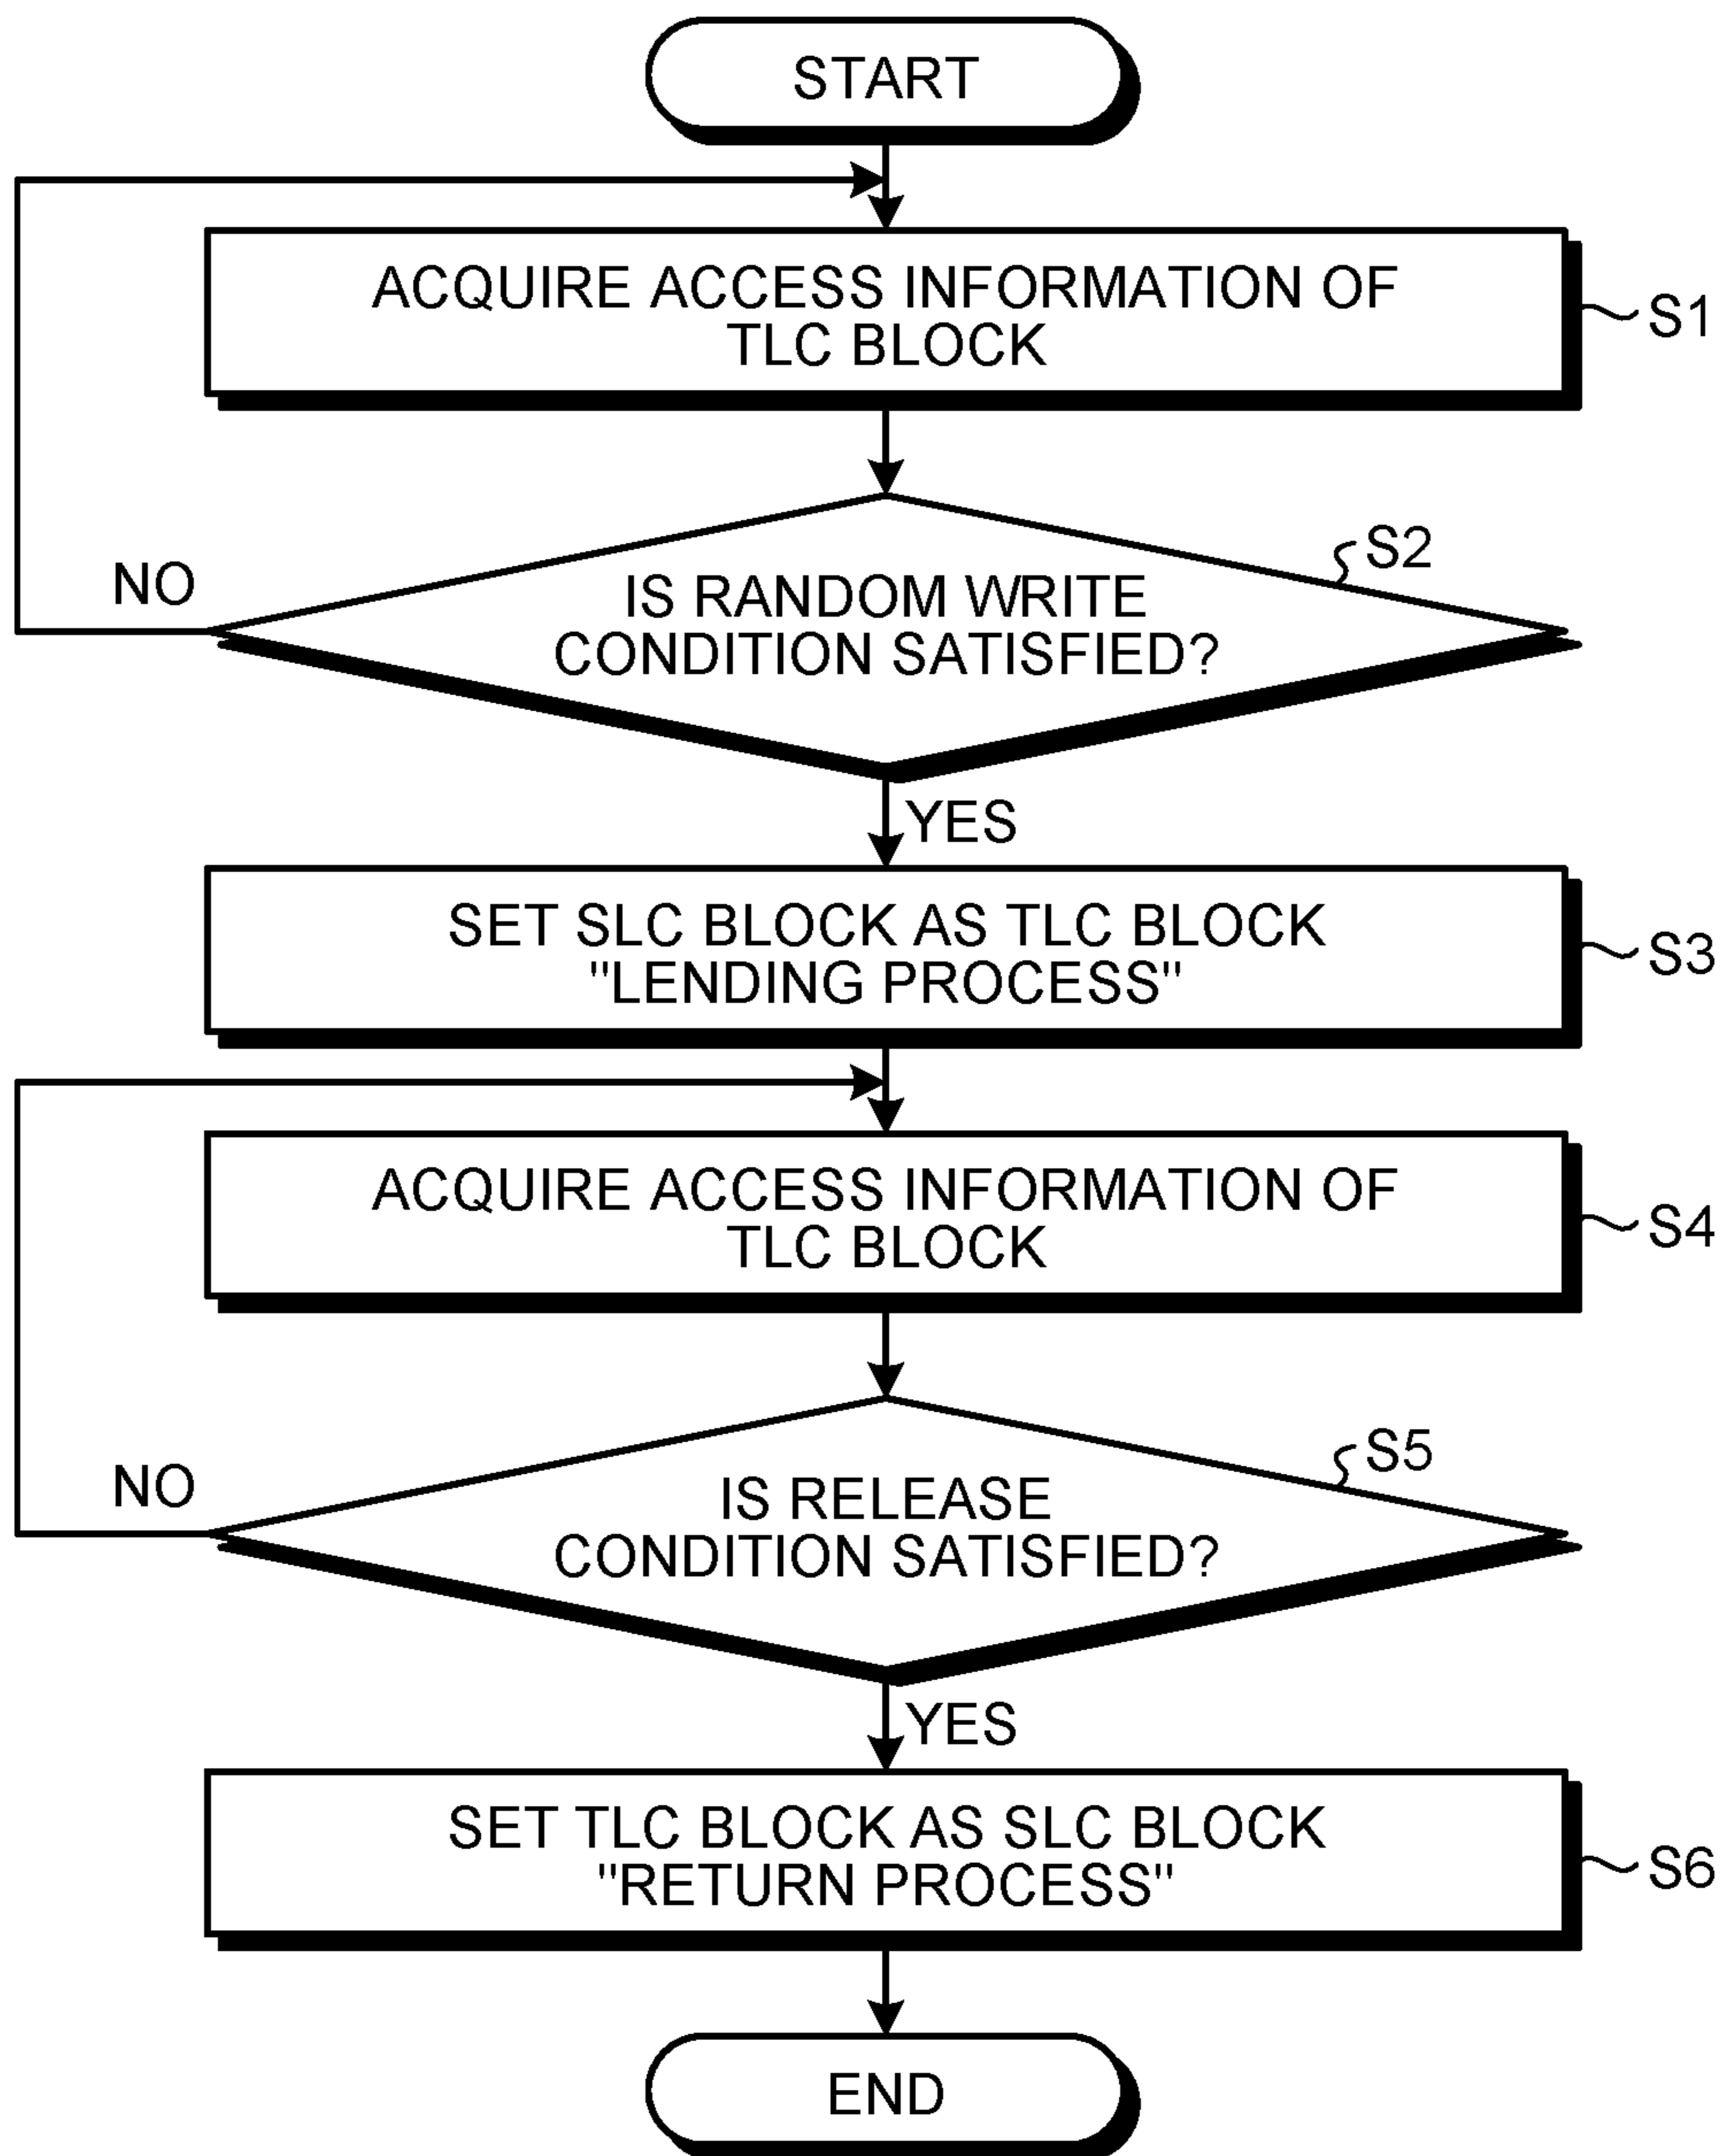 START
ACQUIRE ACCESS INFORMATION OF
TLC BLOCK
S1
S2
NO
IS RANDOM WRITE
CONDITION SATISFIED?
YES
SET SLC BLOCK AS TLC BLOCK
"LENDING PROCESS"
S3
ACQUIRE ACCESS INFORMATION OF
TLC BLOCK
S4
S5
NO
IS RELEASE
CONDITION SATISFIED?
YES
SET TLC BLOCK AS SLC BLOCK
"RETURN PROCESS"
S6
END